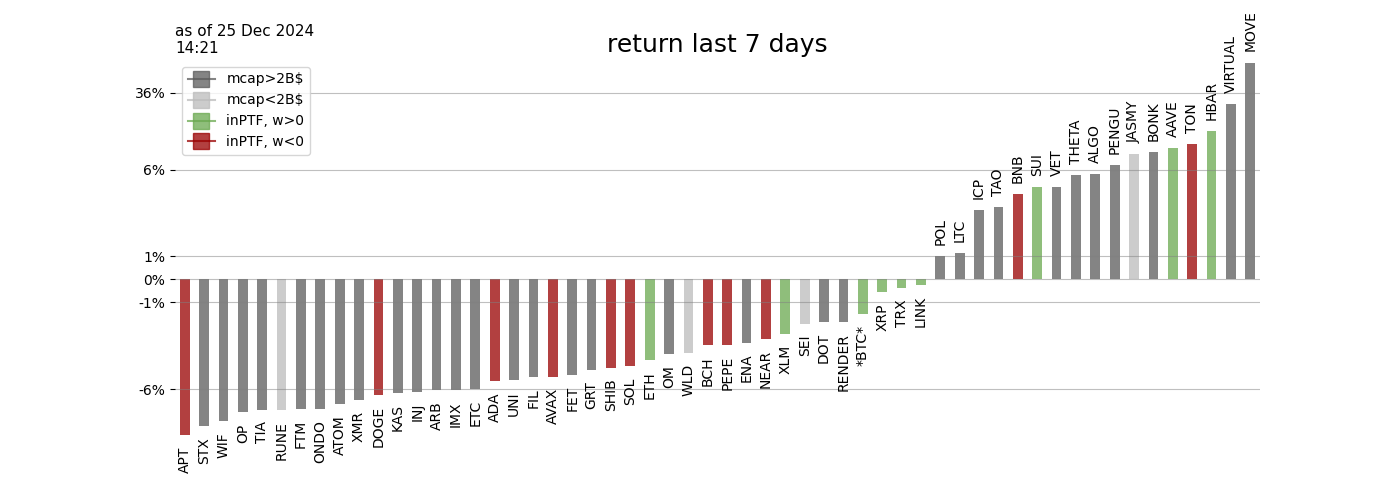 as of 25 Dec 2024
14:21
return last 7 days
mcap>2B$
mcap<2B$
inPTF, w>0
inPTF, w<0
36%
6%
1%
0%
-1%
-6%
APT
STX
WIF
OP
TIA
RUNE
FTM
ONDO
ATOM
XMR
DOGE
KAS
INJ
ARB
IMX
ETC
ADA
UNI
FIL
AVAX
FET
GRT
SHIB
SOL
ETH
OM
WLD
BCH
PEPE
ENA
NEAR
XLM
SEI
DOT
RENDER
*BTC*
XRP
TRX
LINK
POL
LTC
ICP
TAO
BNB
SUI
VET
THETA
ALGO
PENGU
JASMY
BONK
AAVE
TON
HBAR
VIRTUAL
MOVE